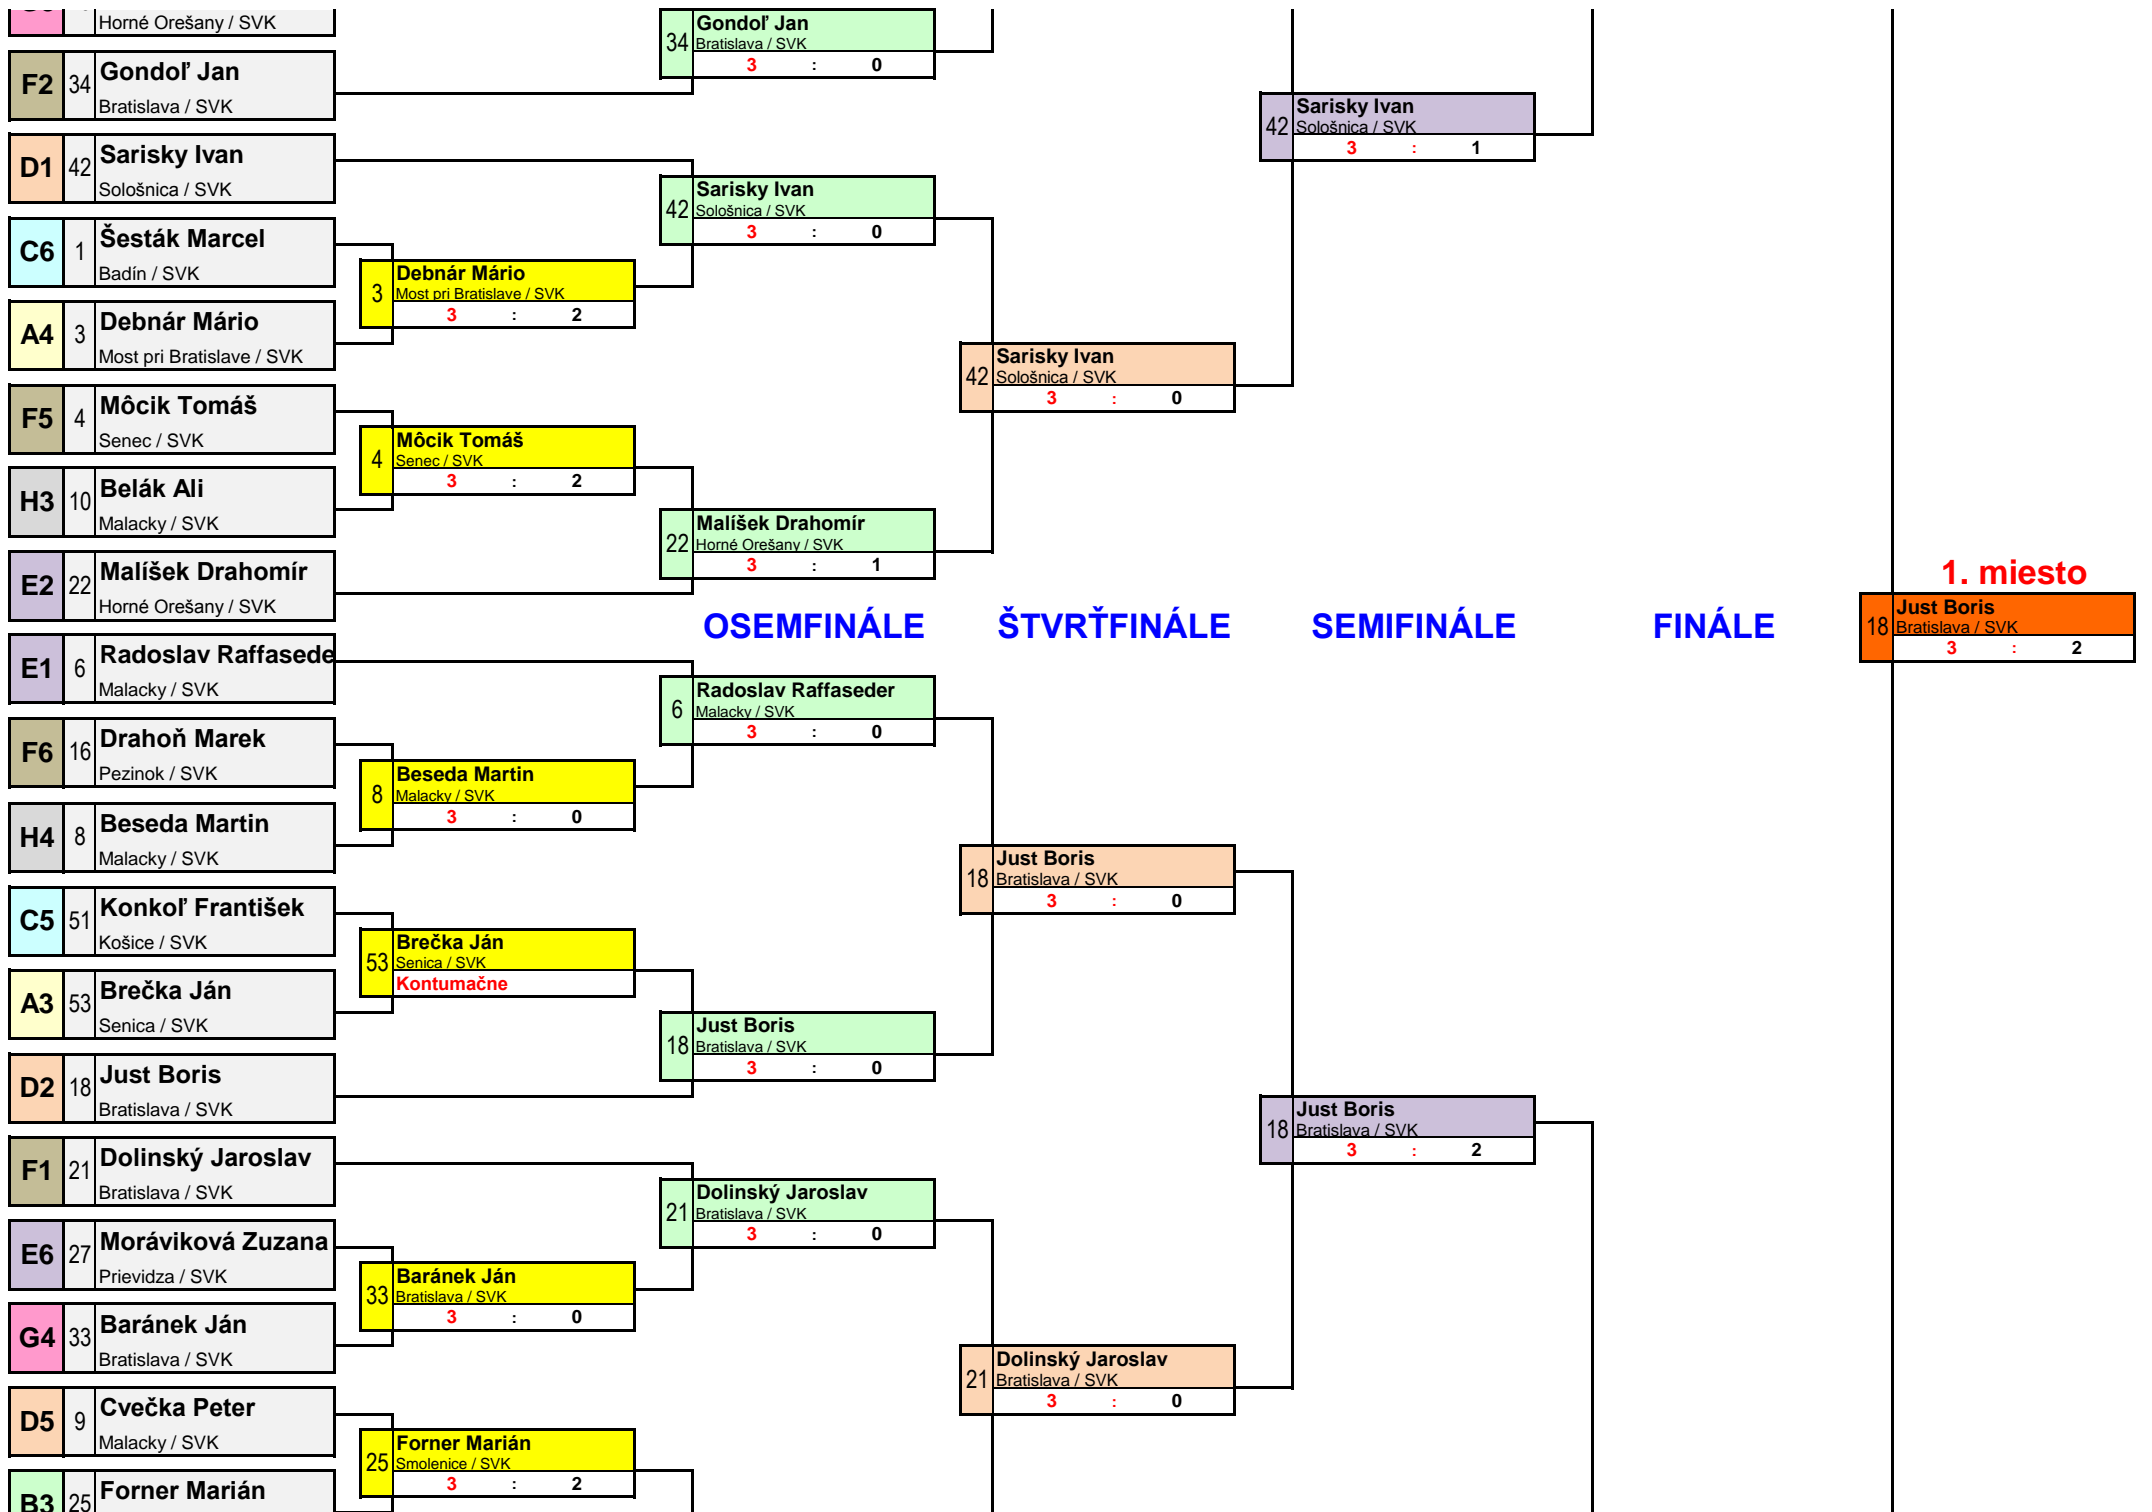 Horné Orešany / SVK
F2 34 Gondoľ Jan
Bratislava / SVK
D1 42 Sarisky Ivan
Sološnica / SVK
C6 1 Šesták Marcel
Badín / SVK
A4 3 Debnár Mário
Most pri Bratislave / SVK
F5 4 Môcik Tomáš
Senec / SVK
H3 10 Belák Ali
Malacky / SVK
E2 22 Malíšek Drahomír
Horné Orešany / SVK
E1 6 Radoslav Raffasede
Malacky / SVK
F6 16 Drahoň Marek
Pezinok / SVK
H4 8 Beseda Martin
Malacky / SVK
C5 51 Konkoľ František
Košice / SVK
A3 53 Brečka Ján
Senica / SVK
D2 18 Just Boris
Bratislava / SVK
F1 21 Dolinský Jaroslav
Bratislava / SVK
E6 27 Moráviková Zuzana
Prievidza / SVK
G4 33 Baránek Ján
Bratislava / SVK
D5 9 Cvečka Peter
Malacky / SVK
B3 25 Forner Marián
3 Debnár Mário
Most pri Bratislave / SVK
3 : 2
4 Môcik Tomáš
Senec / SVK
3 : 2
8 Beseda Martin
Malacky / SVK
3 : 0
53 Brečka Ján
Senica / SVK
Kontumačne
33 Baránek Ján
Bratislava / SVK
3 : 0
25 Forner Marián
Smolenice / SVK
3 : 2
34 Gondoľ Jan
Bratislava / SVK
3 : 0
42 Sarisky Ivan
Sološnica / SVK
3 : 0
22 Malíšek Drahomír
Horné Orešany / SVK
3 : 1
OSEMFINÁLE ŠTVRŤFINÁLE SEMIFINÁLE FINÁLE
6 Radoslav Raffaseder
Malacky / SVK
3 : 0
18 Just Boris
Bratislava / SVK
3 : 0
21 Dolinský Jaroslav
Bratislava / SVK
3 : 0
42 Sarisky Ivan
Sološnica / SVK
3 : 0
18 Just Boris
Bratislava / SVK
3 : 0
21 Dolinský Jaroslav
Bratislava / SVK
3 : 0
42 Sarisky Ivan
Sološnica / SVK
3 : 1
18 Just Boris
Bratislava / SVK
3 : 2
1. miesto
18 Just Boris
Bratislava / SVK
3 : 2